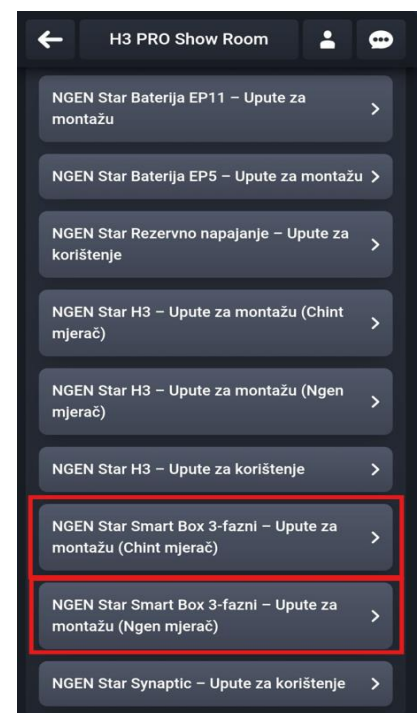 H3 PRO Show Room
NGEN Star Baterija EP11 – Upute za
montažu
NGEN Star Baterija EP5 – Upute za montažu
NGEN Star Rezervno napajanje – Upute za
korištenje
NGEN Star H3 – Upute za montažu (Chint
mjerač)
NGEN Star H3 – Upute za montažu (Ngen
mjerač)
NGEN Star H3 – Upute za korištenje
NGEN Star Smart Box 3-fazni – Upute za
montažu (Chint mjerač)
NGEN Star Smart Box 3-fazni – Upute za
montažu (Ngen mjerač)
NGEN Star Synaptic – Upute za korištenje